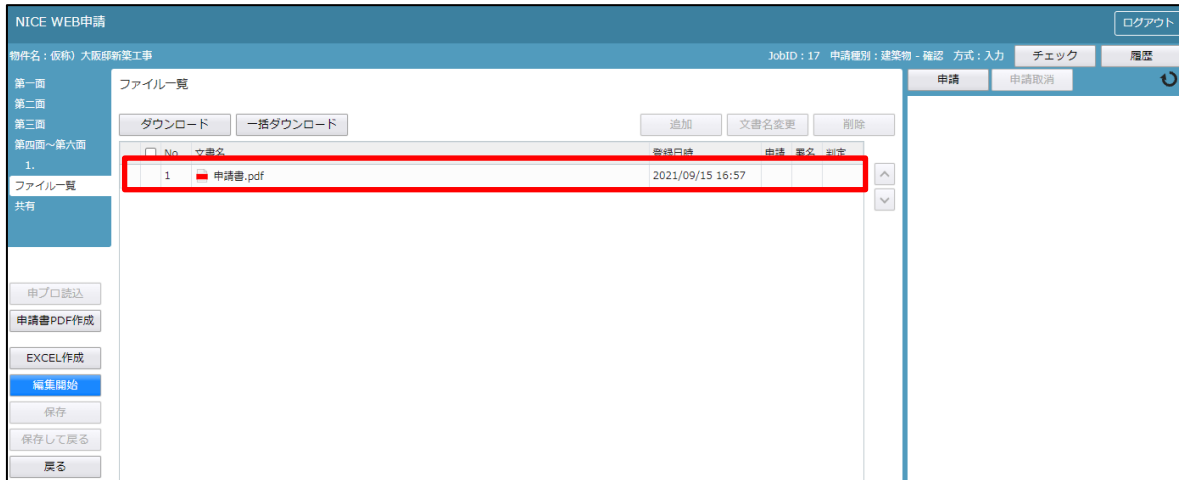 NICE WEB申請
ログアウト
物件名：仮称）大阪邸新築工事
JobID：17 申請種別：建築物 - 確認 方式：入力
チェック
履歴
第一面
第二面
第三面
第四面～第六面
1.
ファイル一覧
共有
申プロ読込
申請書PDF作成
EXCEL作成
編集開始
保存
保存して戻る
戻る
ファイル一覧
ダウンロード
一括ダウンロード
追加
文書名変更
削除
No 文書名 登録日時 申請 署名 判定
1 申請書.pdf 2021/09/15 16:57
申請
申請取消